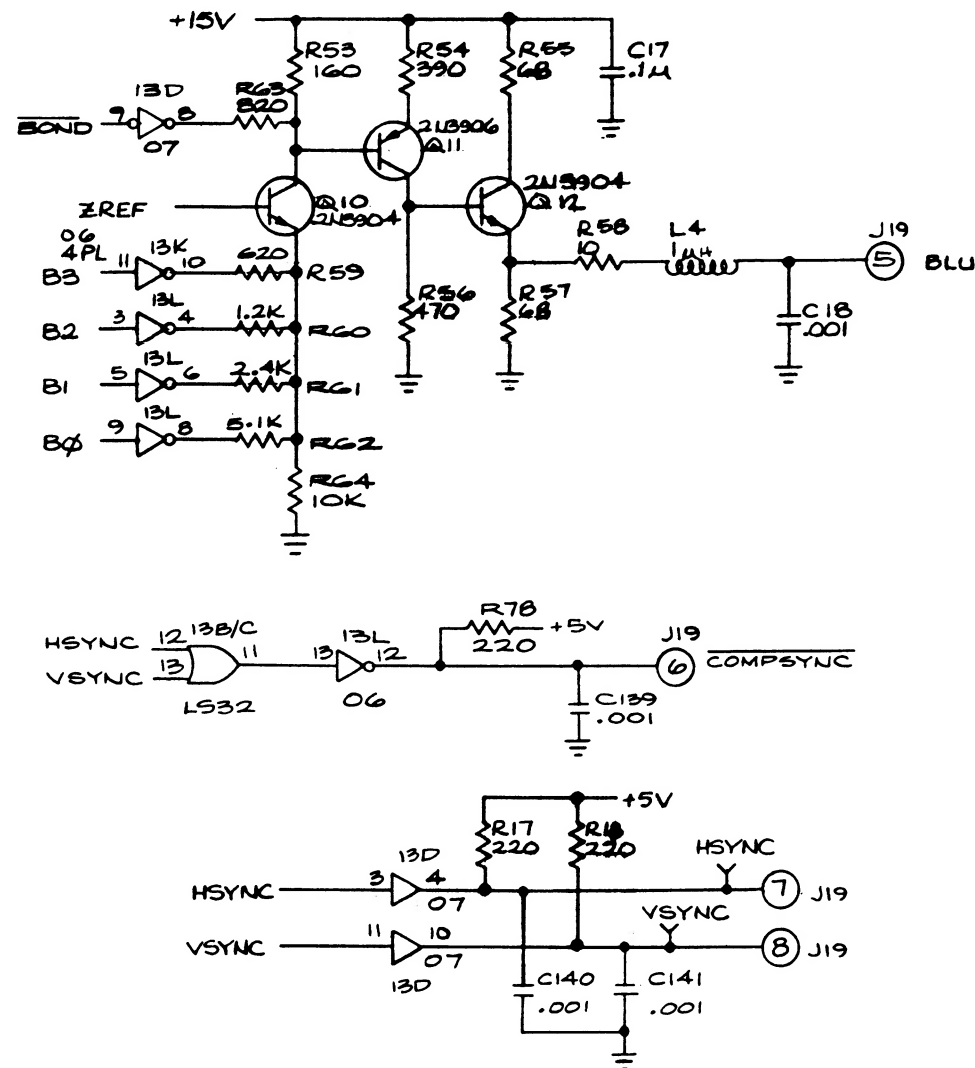 +15V
R53
160
R54
390
R55
68
C17
.1µ
13D
R63
820
BOND
9
8
07
2N3906
Q11
ZREF
Q10
2N3904
2N3904
Q12
06
4PL
B3
11
13K
10
620
R59
R58
10
L4
1µH
J19
5
BLU
B2
3
13L
4
1.2K
R60
R56
470
R57
68
C18
.001
B1
5
13L
6
2.4K
R61
BØ
9
13L
8
5.1K
R62
R64
10K
HSYNC
12
13B/C
VSYNC
13
11
LS32
13
13L
12
06
R78
220
+5V
J19
6
COMPSYNC
C139
.001
+5V
R17
220
R18
220
HSYNC
3
13D
4
07
HSYNC
7
J19
VSYNC
11
10
07
13D
VSYNC
8
J19
C140
.001
C141
.001